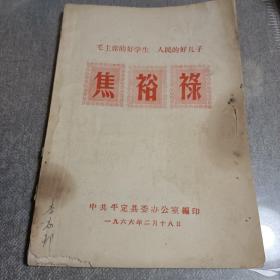 毛主席的好学生 人民的好儿子
焦裕禄
中共平定县委办公室编印
一九六六年二月十八日